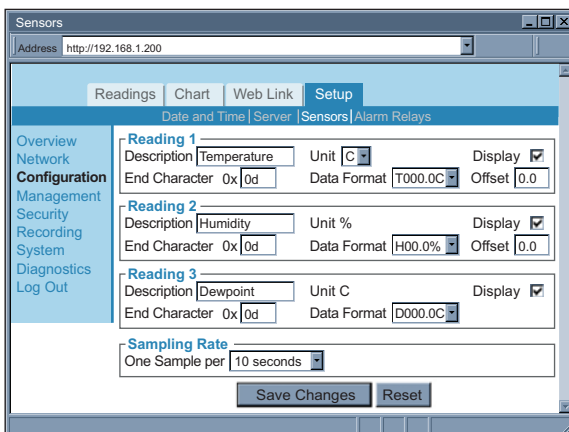 Sensors
Address http://192.168.1.200
Readings Chart Web Link Setup
Date and Time | Server | Sensors | Alarm Relays
Overview
Network
Configuration
Management
Security
Recording
System
Diagnostics
Log Out
Reading 1
Description Temperature Unit C Display
End Character 0x 0d Data Format T000.0C Offset 0.0
Reading 2
Description Humidity Unit % Display
End Character 0x 0d Data Format H00.0% Offset 0.0
Reading 3
Description Dewpoint Unit C Display
End Character 0x 0d Data Format D000.0C
Sampling Rate
One Sample per 10 seconds
Save Changes Reset